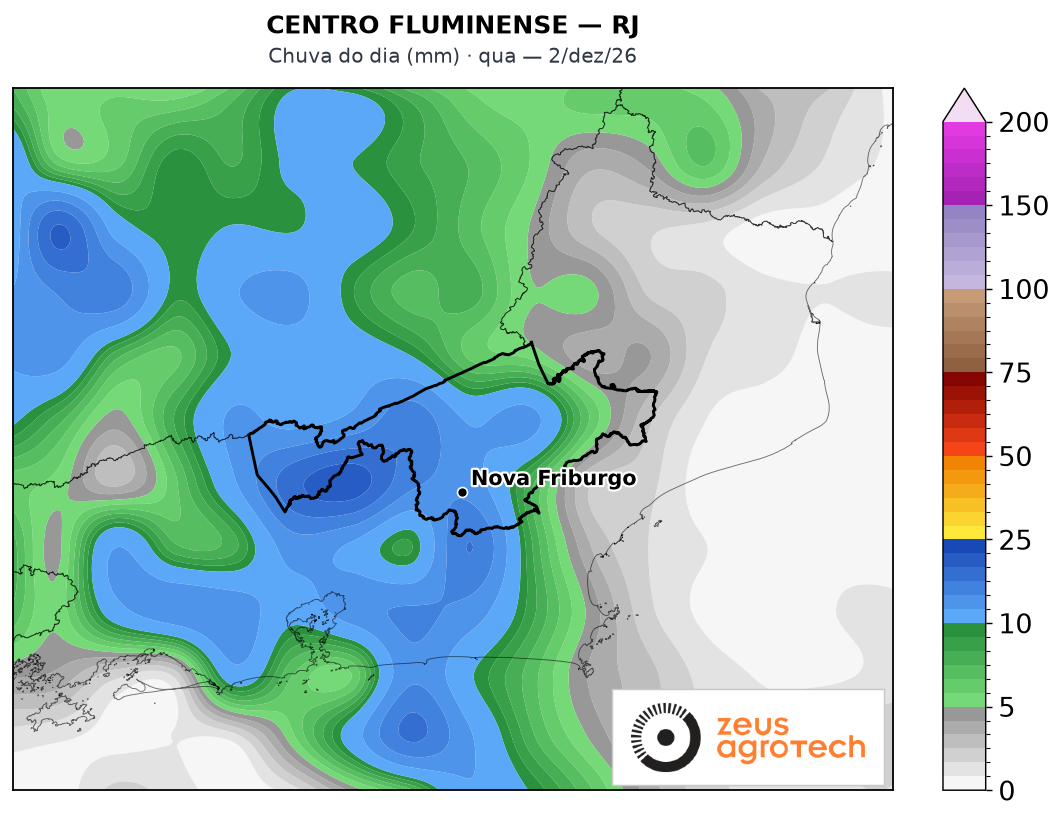 CENTRO FLUMINENSE — RJ
Chuva do dia (mm) · qua — 2/dez/26
200
150
100
75
50
25
10
5
0
Nova Friburgo
zeus
agrotech